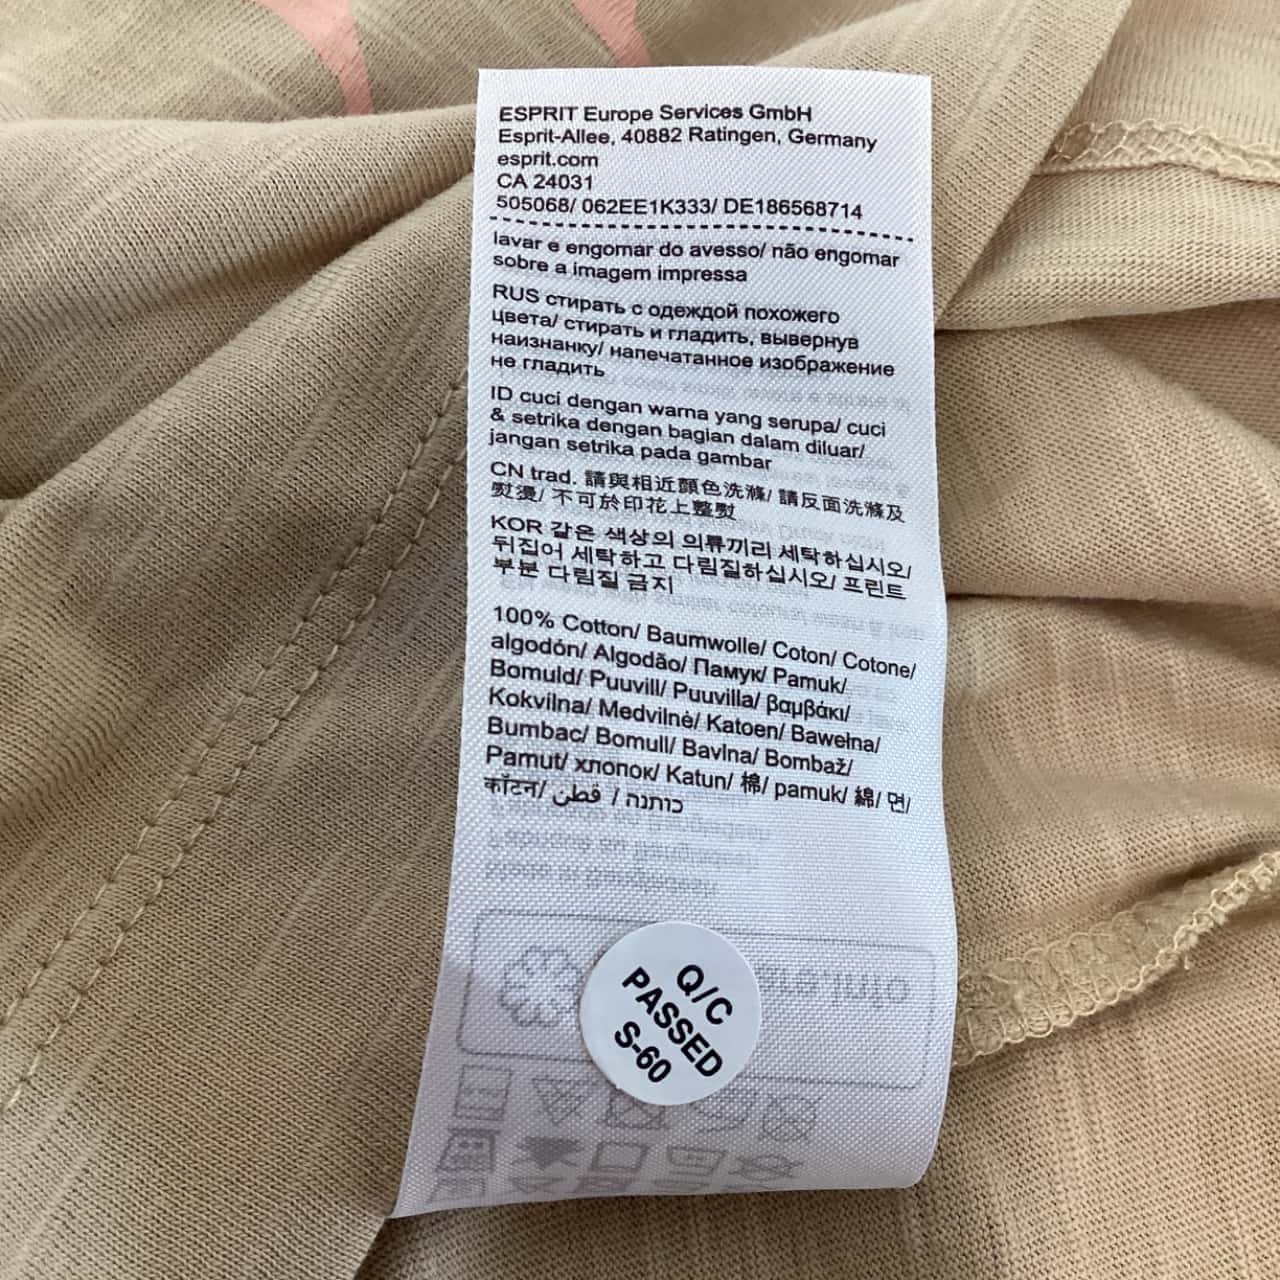 ESPRIT Europe Services GmbH
Esprit-Allee, 40882 Ratingen, Germany
esprit.com
CA 24031
505068/ 062EE1K333/ DE186568714
lavar e engomar do avesso/ não engomar
sobre a imagem impressa
RUS стирать с одеждой похожего
цвета/ стирать и гладить, вывернув
наизнанку/ напечатанное изображение
не гладить
ID cuci dengan warna yang serupa/ cuci
& setrika dengan bagian dalam diluar/
jangan setrika pada gambar
CN trad. 請與相近顏色洗滌/ 請反面洗滌及
熨燙/ 不可於印花上整熨
KOR 같은 색상의 의류끼리 세탁하십시오/
뒤집어 세탁하고 다림질하십시오/ 프린트
부분 다림질 금지
100% Cotton/ Baumwolle/ Coton/ Cotone/
algodón/ Algodão/ Памук/ Pamuk/
Bomuld/ Puuvill/ Puuvilla/ βαμβάκι/
Kokvilna/ Medvilnė/ Katoen/ Bawełna/
Bumbac/ Bomull/ Bavlna/ Bombaž/
Pamut/ хлопок/ Katun/ 棉/ pamuk/ 綿/ 면/
कॉटन/ قطن / כותנה
Q/C
PASSED
S-60